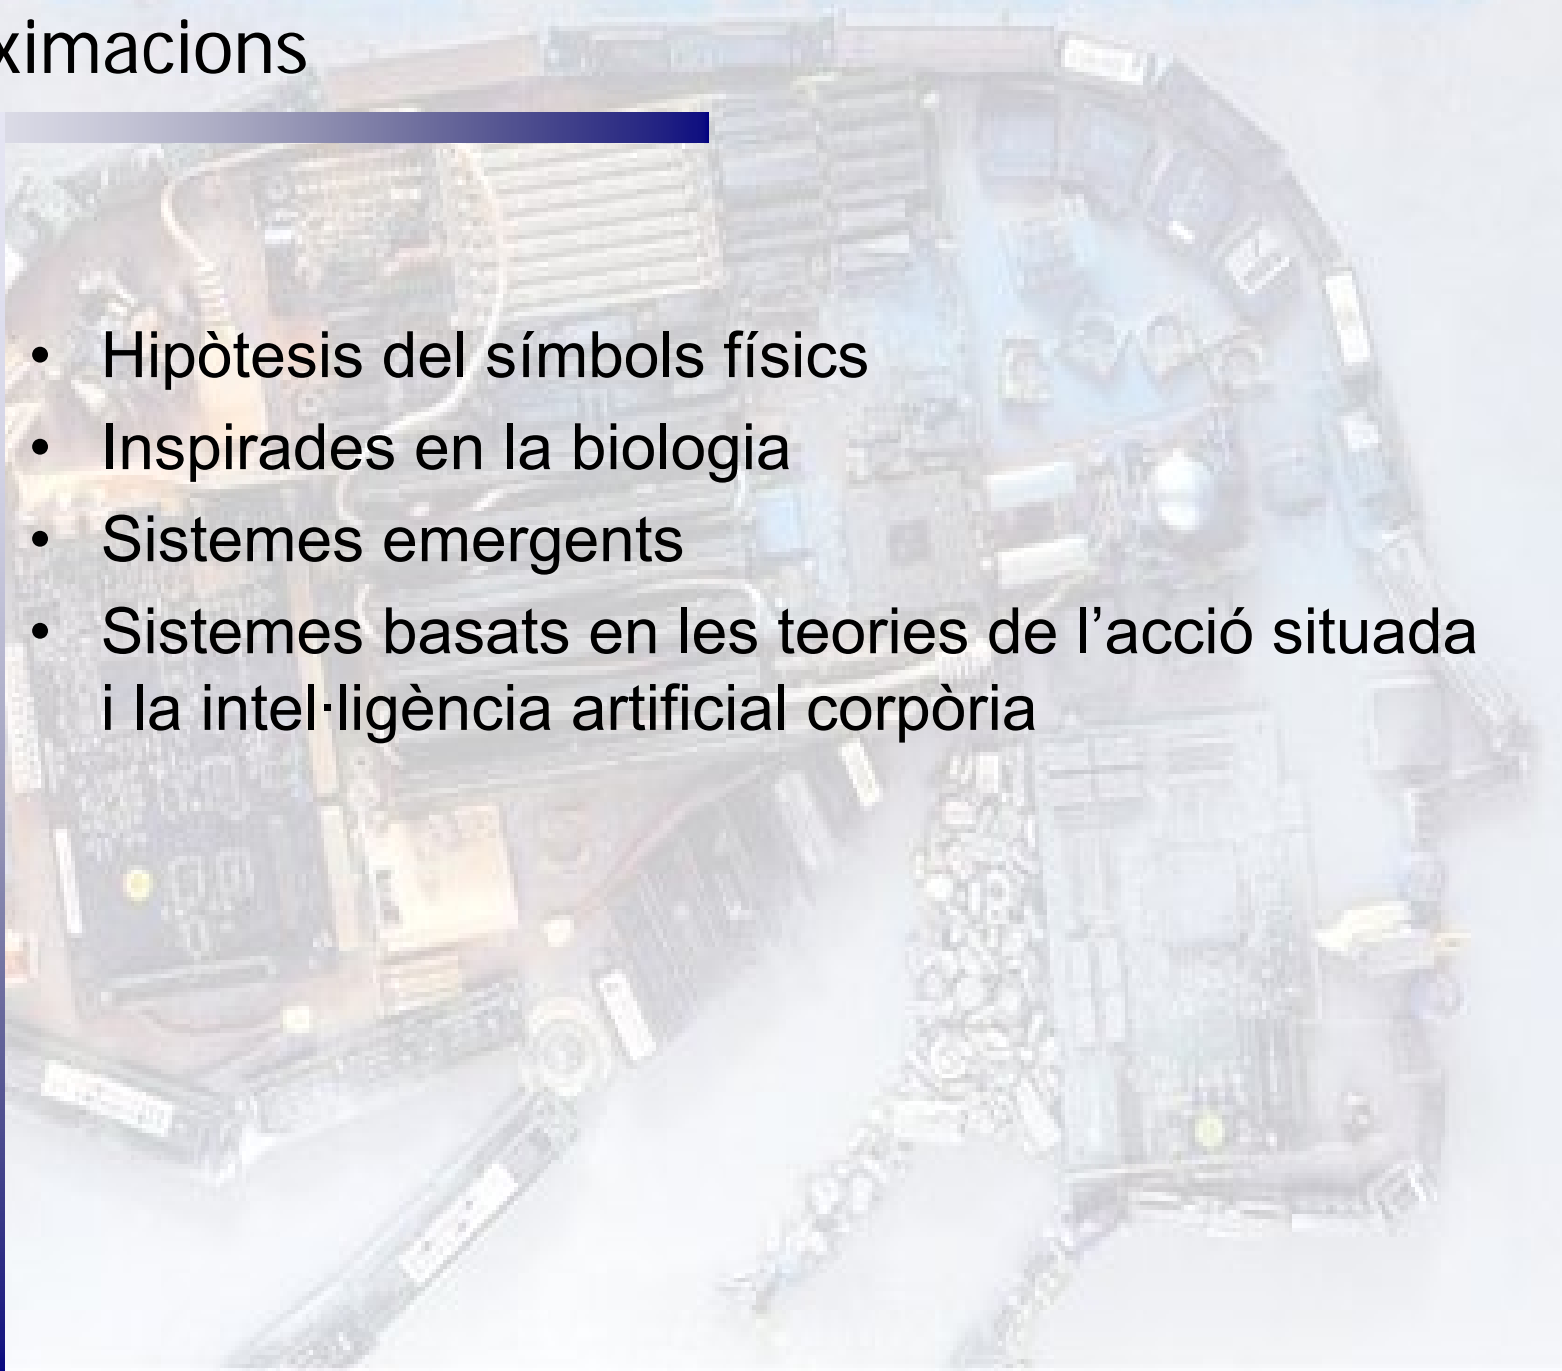 ximacions
• Hipòtesis del símbols físics
• Inspirades en la biologia
• Sistemes emergents
• Sistemes basats en les teories de l’acció situada
i la intel·ligència artificial corpòria